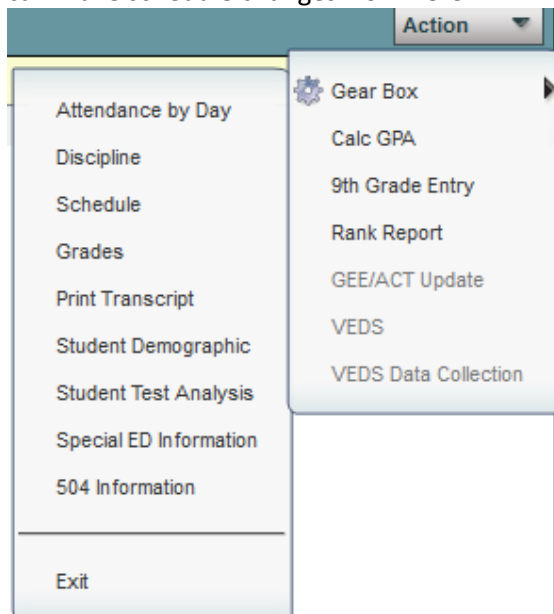 Action
Gear Box
Calc GPA
9th Grade Entry
Rank Report
GEE/ACT Update
VEDS
VEDS Data Collection
Attendance by Day
Discipline
Schedule
Grades
Print Transcript
Student Demographic
Student Test Analysis
Special ED Information
504 Information
Exit